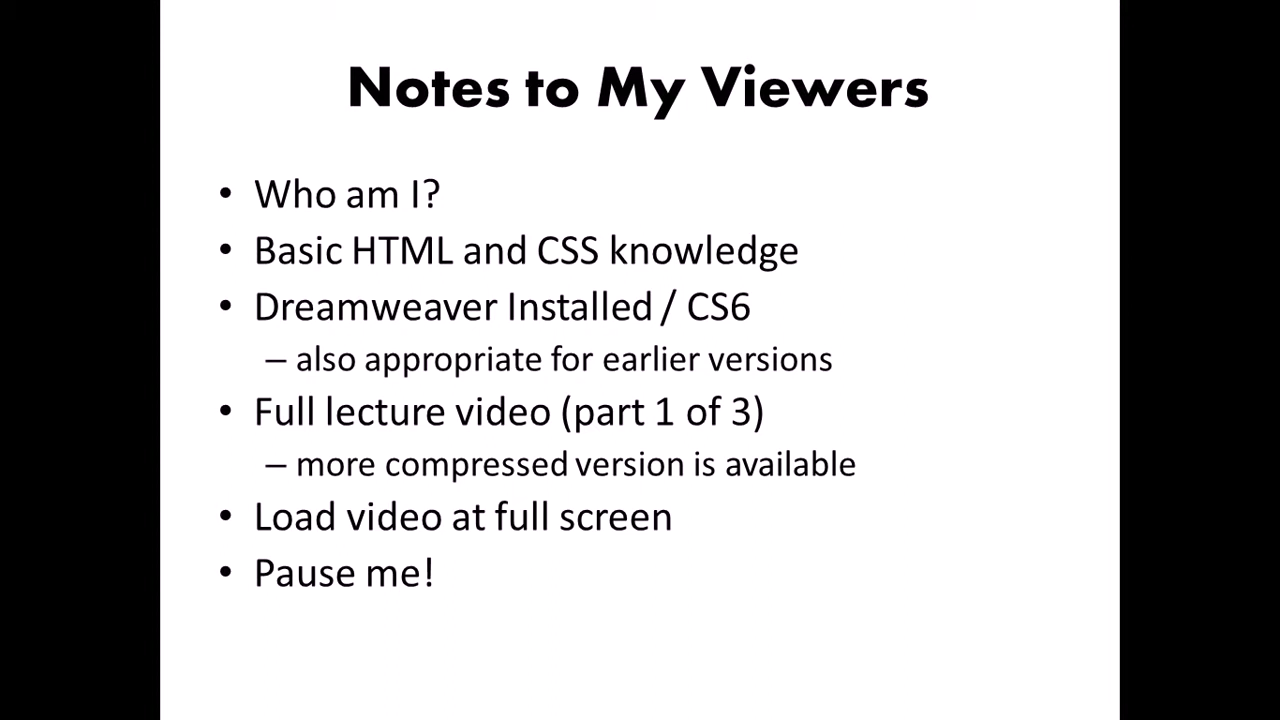 Notes to My Viewers
• Who am I?
• Basic HTML and CSS knowledge
• Dreamweaver Installed / CS6
– also appropriate for earlier versions
• Full lecture video (part 1 of 3)
– more compressed version is available
• Load video at full screen
• Pause me!